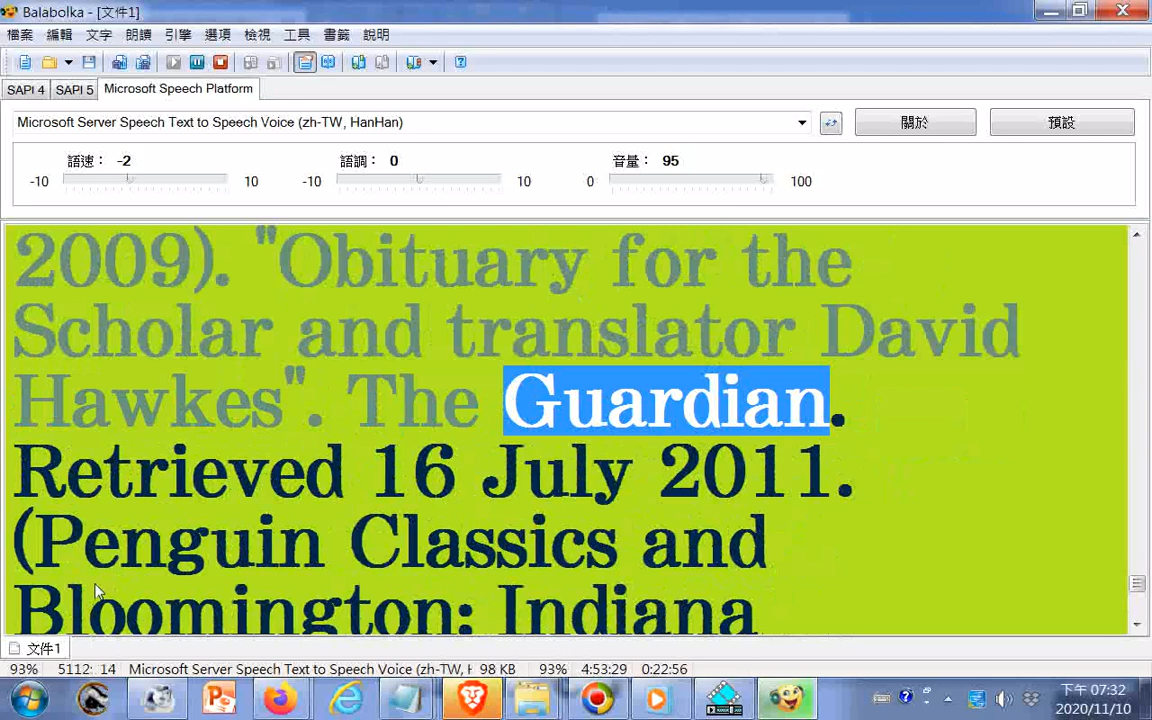 Balabolka - [文件1]
檔案 編輯 文字 朗讀 引擎 選項 檢視 工具 書籤 說明
SAPI 4 SAPI 5 Microsoft Speech Platform
Microsoft Server Speech Text to Speech Voice (zh-TW, HanHan) 關於 預設
語速： -2 語調： 0 音量： 95
-10 10 -10 10 0 100
2009). "Obituary for the
Scholar and translator David
Hawkes". The Guardian.
Retrieved 16 July 2011.
(Penguin Classics and
Bloomington: Indiana
文件1
93% 5112: 14 Microsoft Server Speech Text to Speech Voice (zh-TW, H 98 KB 93% 4:53:29 0:22:56
下午 07:32
2020/11/10